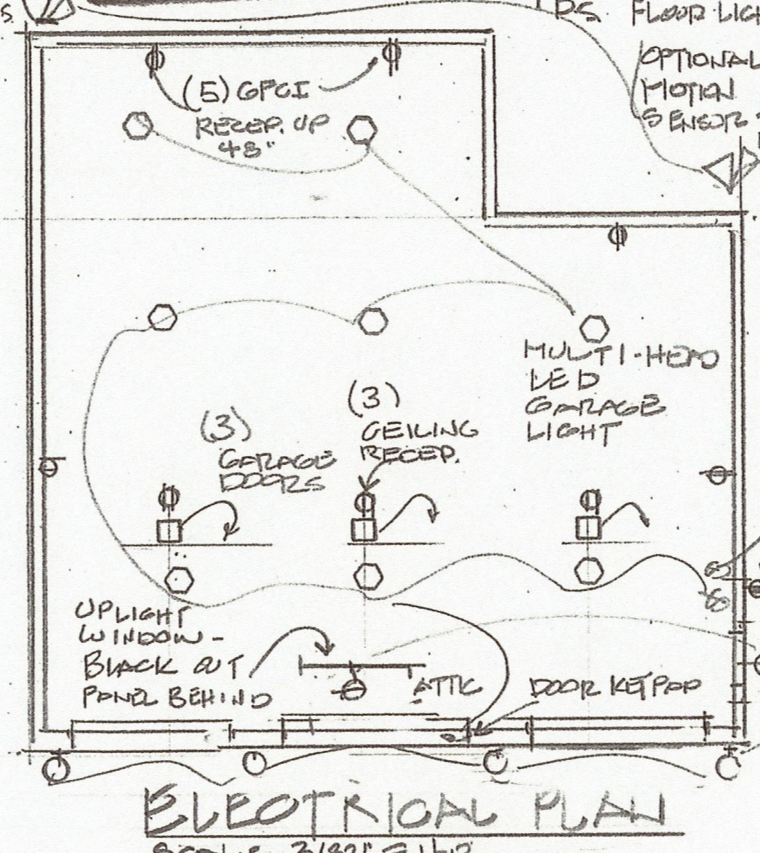 FLOOR LIGH
OPTIONAL
MOTION
SENSOR
(5) GFCI
RECEP. UP
48"
MULTI-HEAD
LED
GARAGE
LIGHT
(3)
CEILING
RECEP.
(3)
GARAGE
DOORS
UPLIGHT
WINDOW-
BLACK OUT
PANEL BEHIND
ATTIC
DOOR KEYPAD
ELECTRICAL PLAN